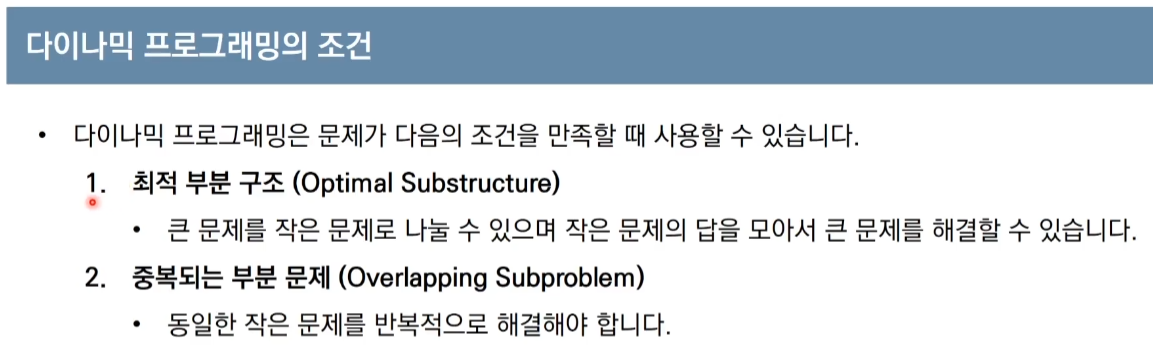 다이나믹 프로그래밍의 조건
• 다이나믹 프로그래밍은 문제가 다음의 조건을 만족할 때 사용할 수 있습니다.
1. 최적 부분 구조 (Optimal Substructure)
• 큰 문제를 작은 문제로 나눌 수 있으며 작은 문제의 답을 모아서 큰 문제를 해결할 수 있습니다.
2. 중복되는 부분 문제 (Overlapping Subproblem)
• 동일한 작은 문제를 반복적으로 해결해야 합니다.